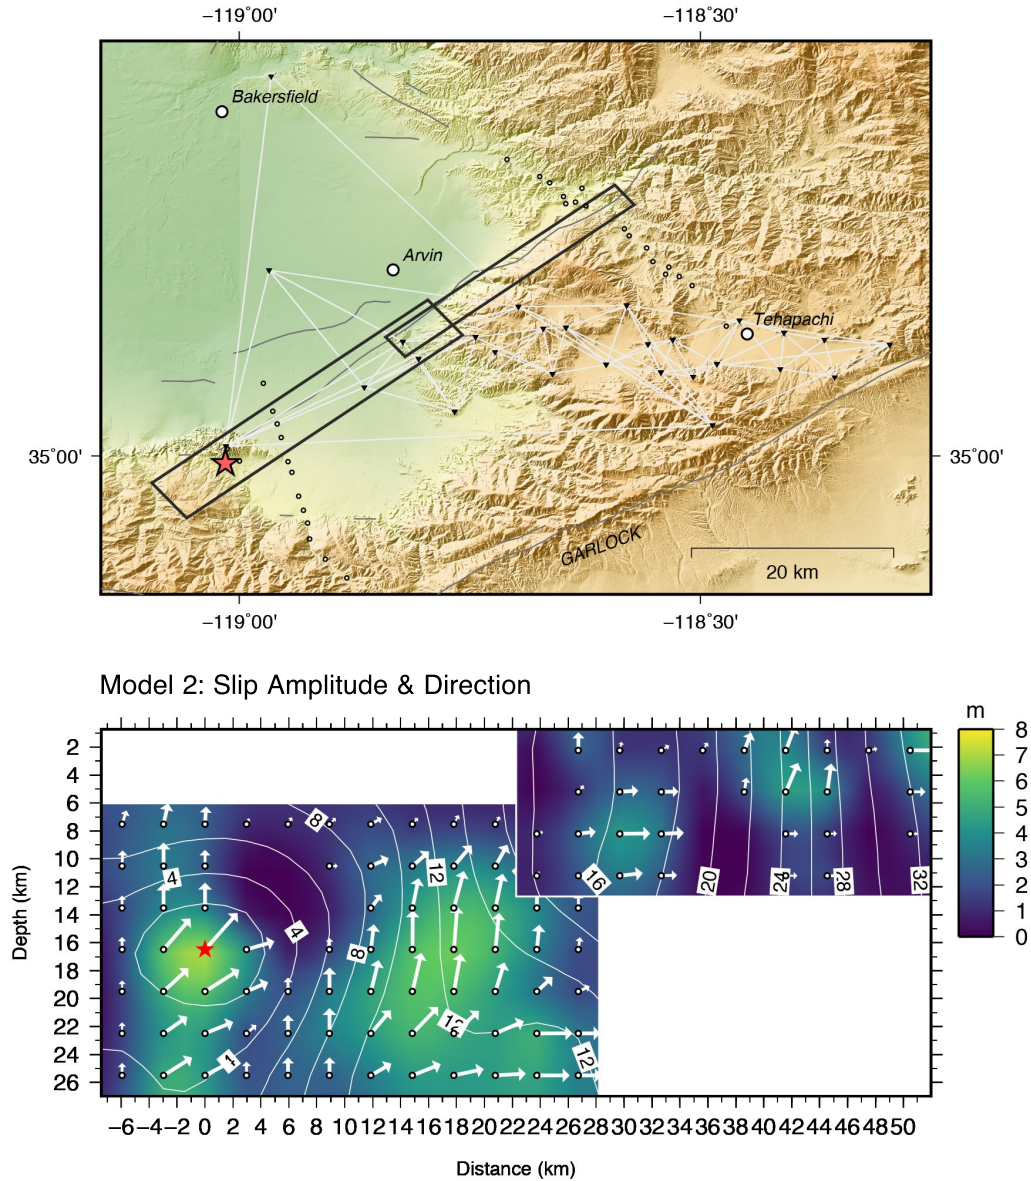 −119°00' −118°30'
Bakersfield
Arvin
Tehapachi
35°00' 35°00'
GARLOCK
20 km
−119°00' −118°30'
Model 2: Slip Amplitude & Direction
m
2 8
4 7
6 6
8 8 5
10 12 4
12 4 16 20 24 28 32 3
14 4 2
16 8 1
18 0
20
22 12
24 4 12
26
Depth (km)
−6 −4 −2 0 2 4 6 8 10 12 14 16 18 20 22 24 26 28 30 32 34 36 38 40 42 44 46 48 50
Distance (km)